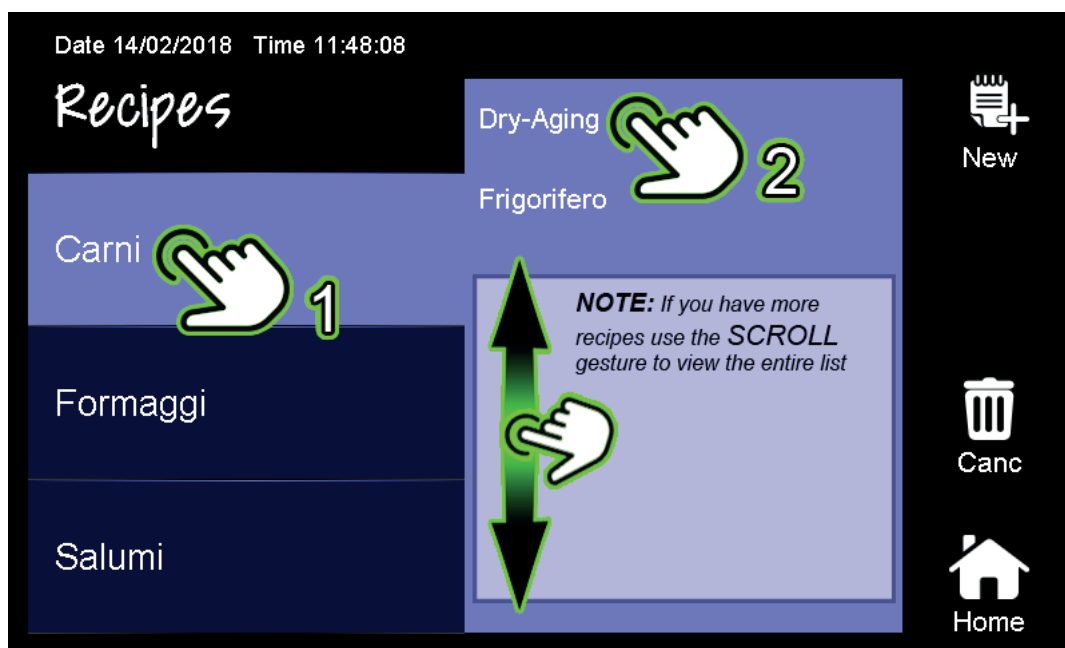 Date 14/02/2018 Time 11:48:08
Recipes
Carni
1
Formaggi
Salumi
Dry-Aging
2
Frigorifero
NOTE: If you have more
recipes use the SCROLL
gesture to view the entire list
New
Canc
Home